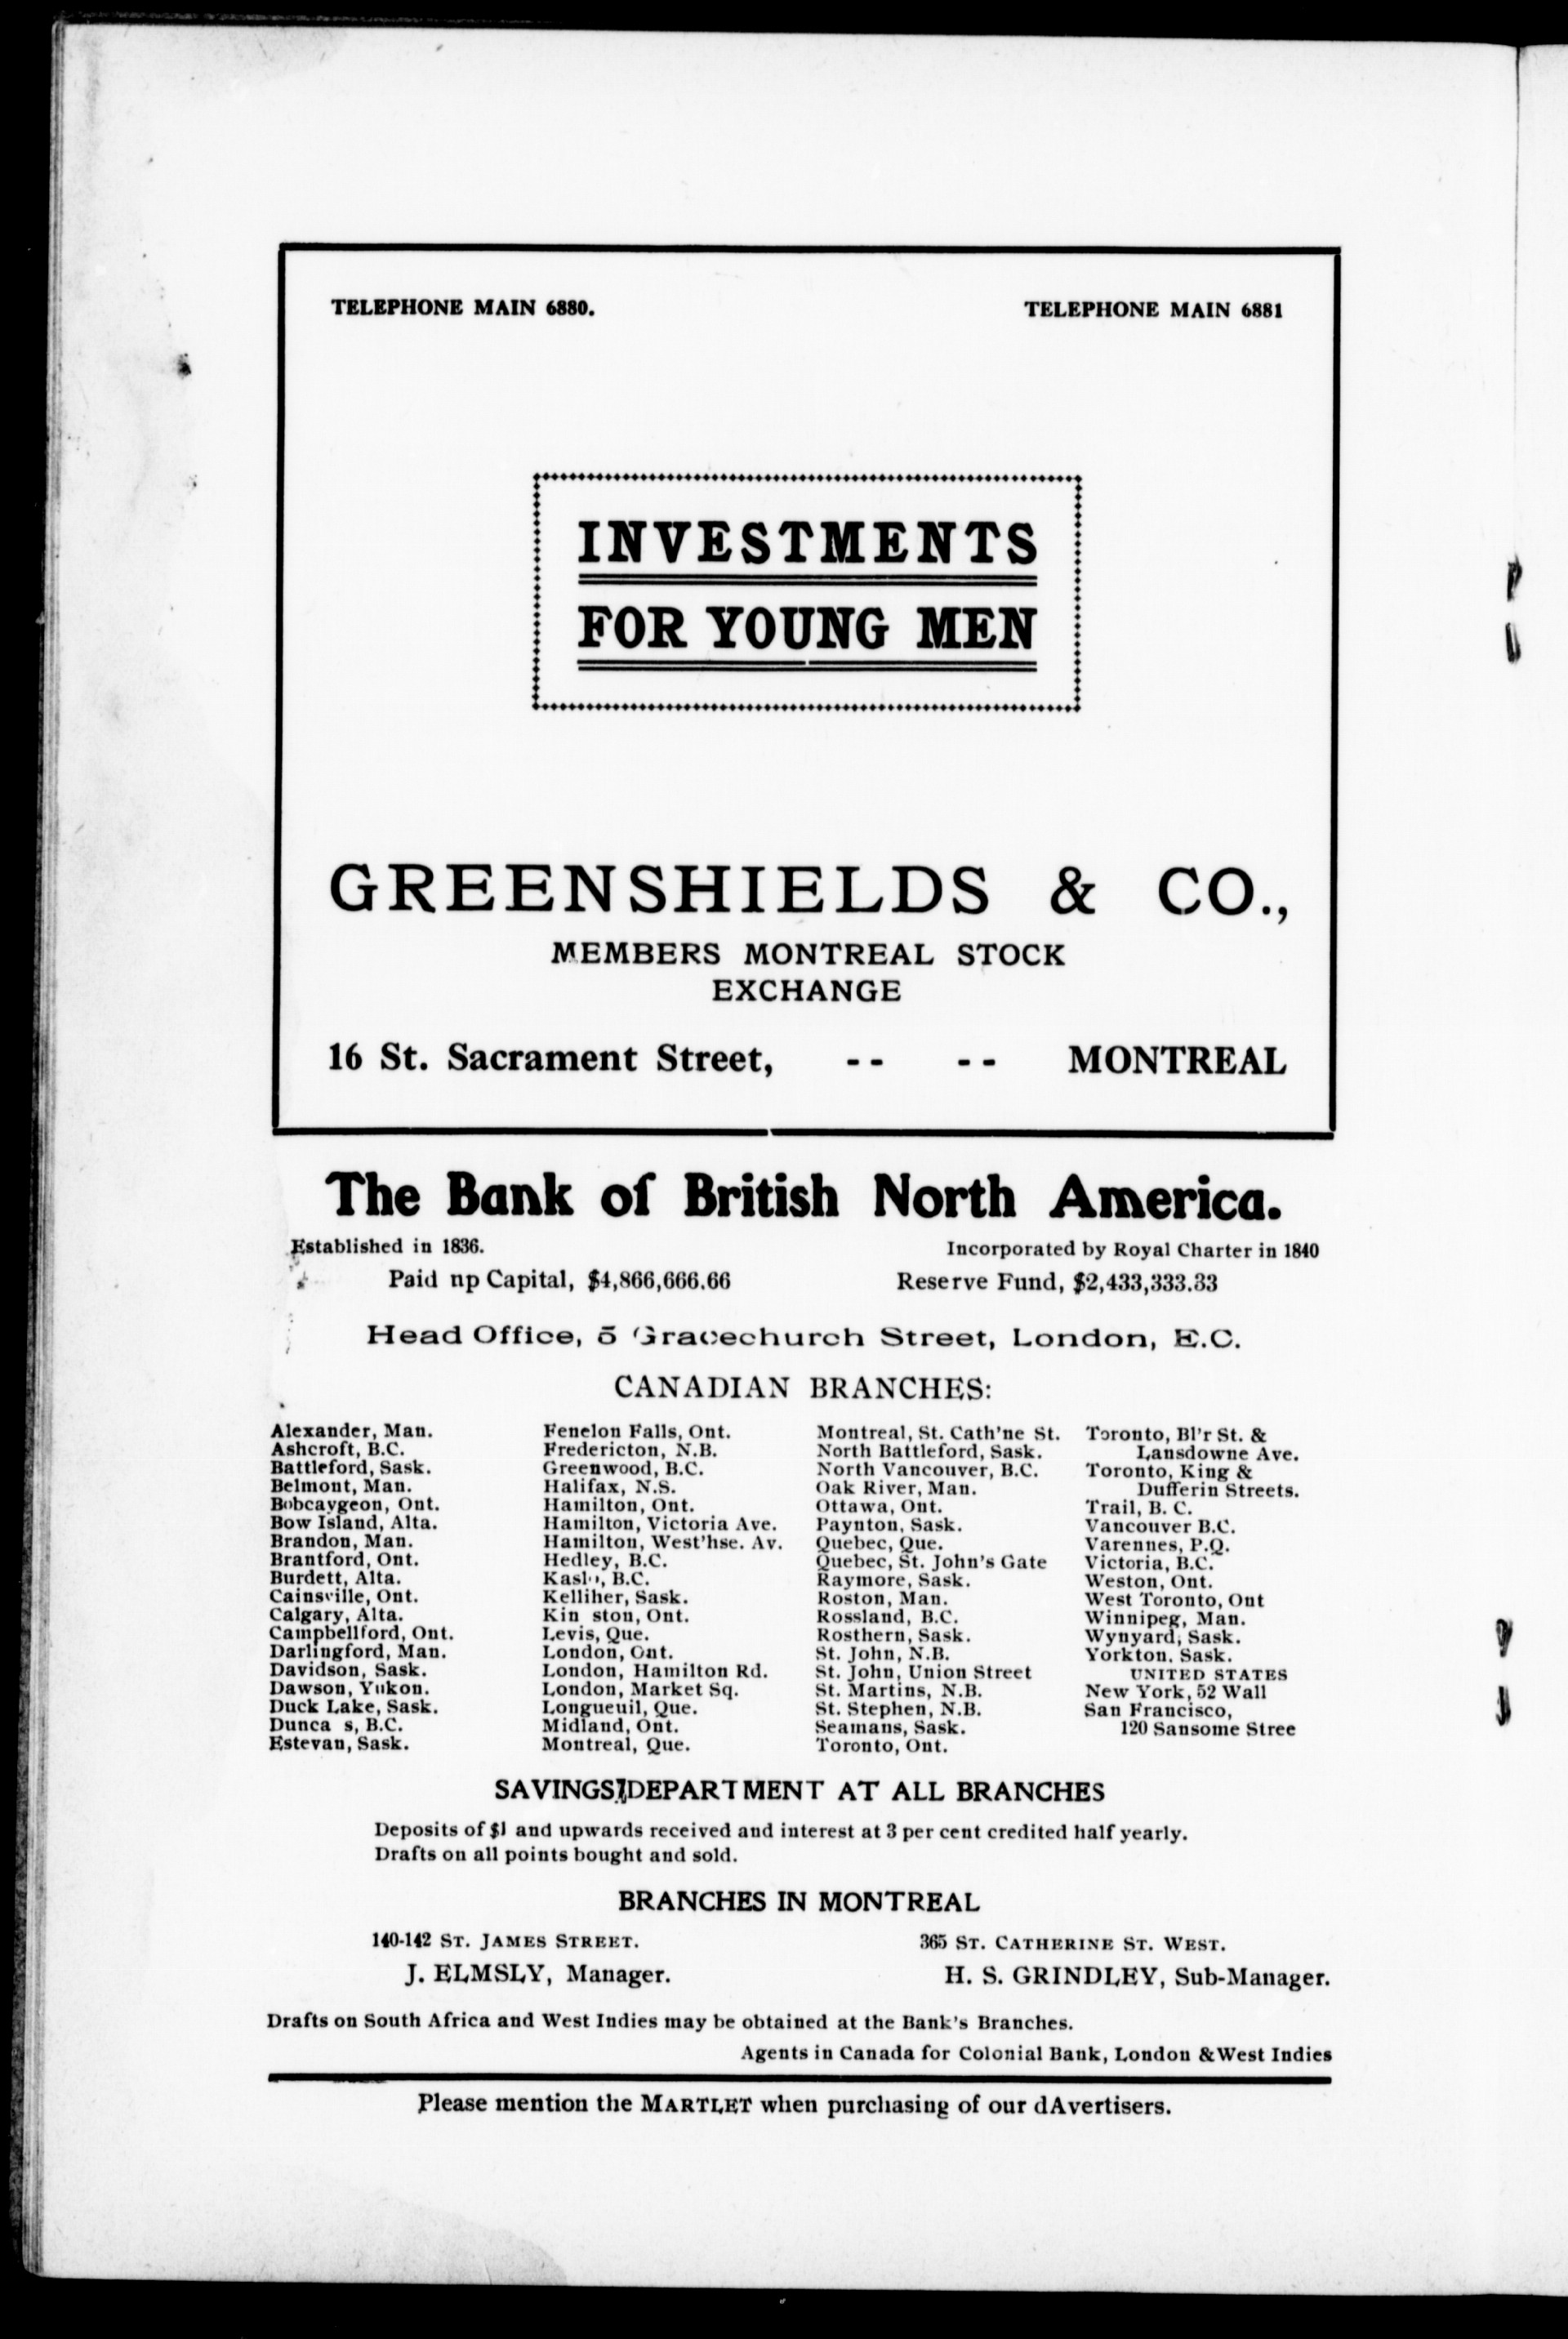 TELEPHONE MAIN 6880.
TELEPHONE MAIN 6881
INVESTMENTS
FOR YOUNG MEN
GREENSHIELDS & CO.,
MEMBERS MONTREAL STOCK
EXCHANGE
16 St. Sacrament Street, -- -- MONTREAL
The Bank of British North America.
Established in 1836.
Incorporated by Royal Charter in 1840
Paid np Capital, $4,866,666.66
Reserve Fund, $2,433,333.33
Head Office, 5 Gracechurch Street, London, E.C.
CANADIAN BRANCHES:
Alexander, Man.
Ashcroft, B.C.
Battleford, Sask.
Belmont, Man.
Bobcaygeon, Ont.
Bow Island, Alta.
Brandon, Man.
Brantford, Ont.
Burdett, Alta.
Cainsville, Ont.
Calgary, Alta.
Campbellford, Ont.
Darlingford, Man.
Davidson, Sask.
Dawson, Yukon.
Duck Lake, Sask.
Dunca s, B.C.
Estevan, Sask.
Fenelon Falls, Ont.
Fredericton, N.B.
Greenwood, B.C.
Halifax, N.S.
Hamilton, Ont.
Hamilton, Victoria Ave.
Hamilton, West'hse. Av.
Hedley, B.C.
Kaslo, B.C.
Kelliher, Sask.
Kin ston, Ont.
Levis, Que.
London, Ont.
London, Hamilton Rd.
London, Market Sq.
Longueuil, Que.
Midland, Ont.
Montreal, Que.
Montreal, St. Cath'ne St.
North Battleford, Sask.
North Vancouver, B.C.
Oak River, Man.
Ottawa, Ont.
Paynton, Sask.
Quebec, Que.
Quebec, St. John's Gate
Raymore, Sask.
Roston, Man.
Rossland, B.C.
Rosthern, Sask.
St. John, N.B.
St. John, Union Street
St. Martins, N.B.
St. Stephen, N.B.
Seamans, Sask.
Toronto, Ont.
Toronto, Bl'r St. &
Lansdowne Ave.
Toronto, King &
Dufferin Streets.
Trail, B. C.
Vancouver B.C.
Varennes, P.Q.
Victoria, B.C.
Weston, Ont.
West Toronto, Ont
Winnipeg, Man.
Wynyard, Sask.
Yorkton. Sask.
UNITED STATES
New York, 52 Wall
San Francisco,
120 Sansome Stree
SAVINGS DEPARTMENT AT ALL BRANCHES
Deposits of $1 and upwards received and interest at 3 per cent credited half yearly.
Drafts on all points bought and sold.
BRANCHES IN MONTREAL
140-142 ST. JAMES STREET.
365 ST. CATHERINE ST. WEST.
J. ELMSLY, Manager.
H. S. GRINDLEY, Sub-Manager.
Drafts on South Africa and West Indies may be obtained at the Bank's Branches.
Agents in Canada for Colonial Bank, London &West Indies
Please mention the MARTLET when purchasing of our dAvertisers.